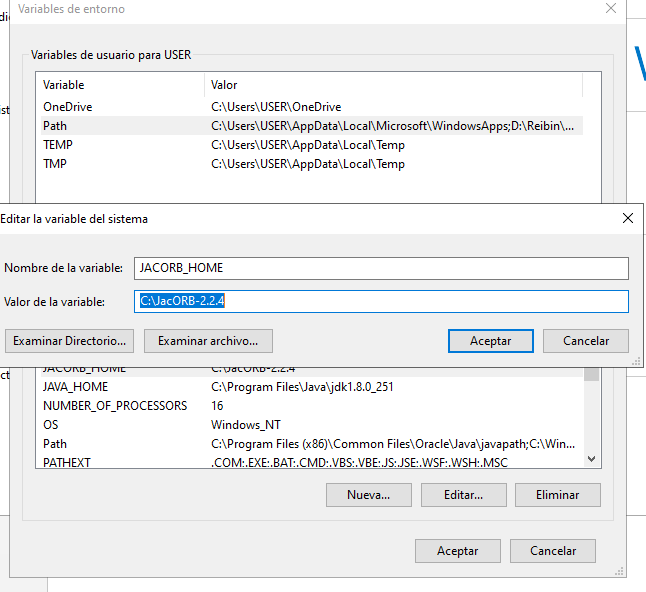 Variables de entorno
Variables de usuario para USER
Variable Valor
OneDrive C:\Users\USER\OneDrive
Path C:\Users\USER\AppData\Local\Microsoft\WindowsApps;D:\Reibin\...
TEMP C:\Users\USER\AppData\Local\Temp
TMP C:\Users\USER\AppData\Local\Temp
Editar la variable del sistema
Nombre de la variable: JACORB_HOME
Valor de la variable: C:\JacORB-2.2.4
Examinar Directorio... Examinar archivo... Aceptar Cancelar
JACORB_HOME C:\JacORB-2.2.4
JAVA_HOME C:\Program Files\Java\jdk1.8.0_251
NUMBER_OF_PROCESSORS 16
OS Windows_NT
Path C:\Program Files (x86)\Common Files\Oracle\Java\javapath;C:\Win...
PATHEXT .COM;.EXE;.BAT;.CMD;.VBS;.VBE;.JS;.JSE;.WSF;.WSH;.MSC
Nueva... Editar... Eliminar
Aceptar Cancelar